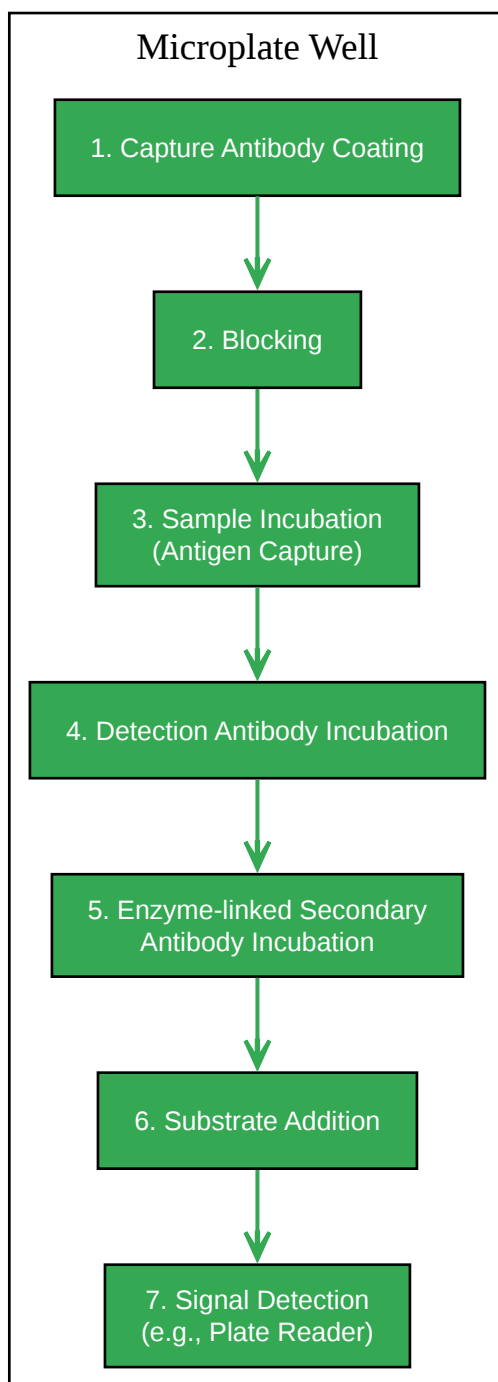 Microplate Well
1. Capture Antibody Coating
2. Blocking
3. Sample Incubation
(Antigen Capture)
4. Detection Antibody Incubation
5. Enzyme-linked Secondary
Antibody Incubation
6. Substrate Addition
7. Signal Detection
(e.g., Plate Reader)